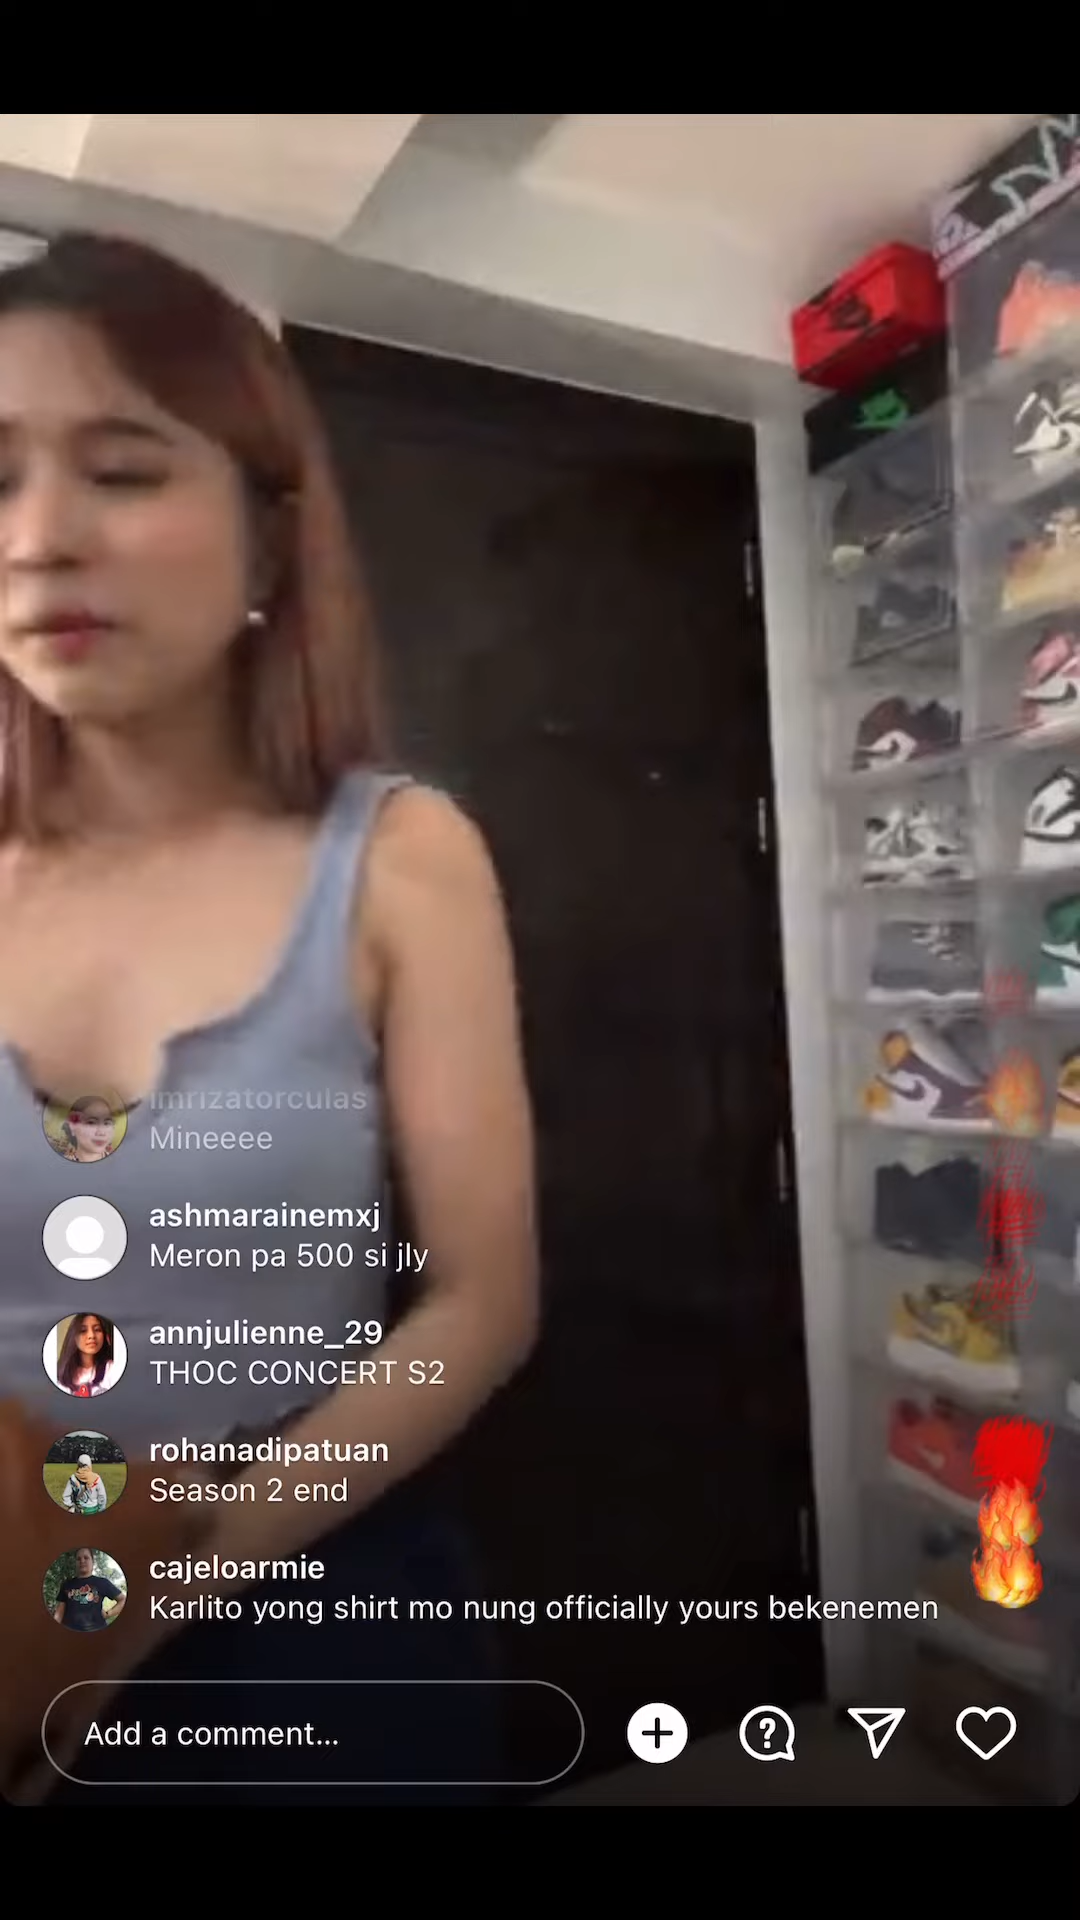 imrizatorculas
Mineeee
ashmarainemxj
Meron pa 500 si jly
annjulienne_29
THOC CONCERT S2
rohanadipatuan
Season 2 end
cajeloarmie
Karlito yong shirt mo nung officially yours bekenemen
Add a comment...